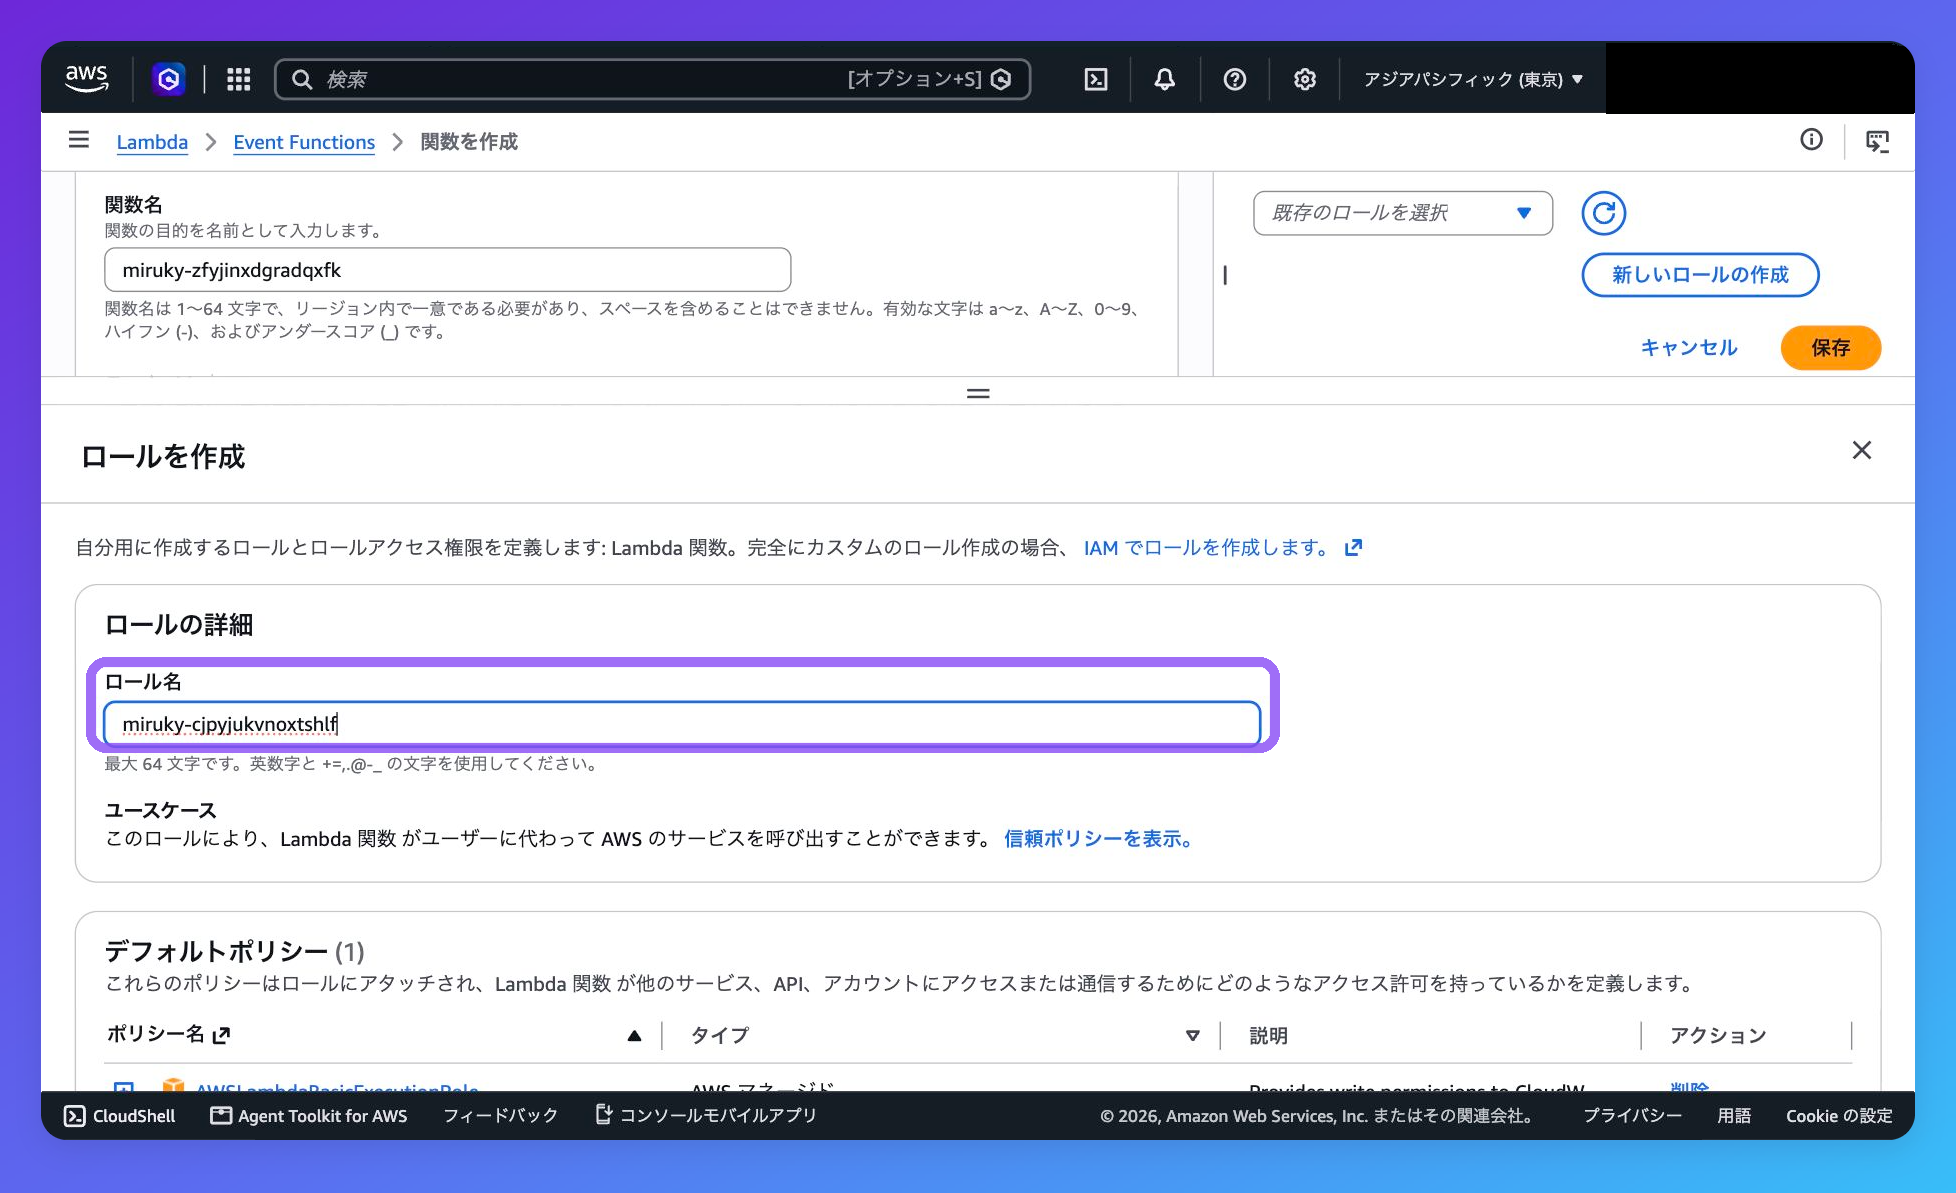 aws
検索
[オプション+S]
アジアパシフィック (東京)
Lambda
Event Functions
関数を作成
関数名
関数の目的を名前として入力します。
miruky-zfyjinxdgradqxfk
関数名は 1〜64 文字で、リージョン内で一意である必要があり、スペースを含めることはできません。有効な文字は a〜z、A〜Z、0〜9、
ハイフン (-)、およびアンダースコア (_) です。
既存のロールを選択
新しいロールの作成
キャンセル
保存
ロールを作成
自分用に作成するロールとロールアクセス権限を定義します: Lambda 関数。完全にカスタムのロール作成の場合、 IAM でロールを作成します。
ロールの詳細
ロール名
miruky-cjpyjukvnoxtshlf
最大 64 文字です。英数字と +=,.@-_ の文字を使用してください。
ユースケース
このロールにより、Lambda 関数 がユーザーに代わって AWS のサービスを呼び出すことができます。 信頼ポリシーを表示。
デフォルトポリシー (1)
これらのポリシーはロールにアタッチされ、Lambda 関数 が他のサービス、API、アカウントにアクセスまたは通信するためにどのようなアクセス許可を持っているかを定義します。
ポリシー名
タイプ
説明
アクション
AWSLambdaBasicExecutionRole
AWS マネージド
Provides write permissions to CloudW
削除
CloudShell
Agent Toolkit for AWS
フィードバック
コンソールモバイルアプリ
© 2026, Amazon Web Services, Inc. またはその関連会社。
プライバシー
用語
Cookie の設定